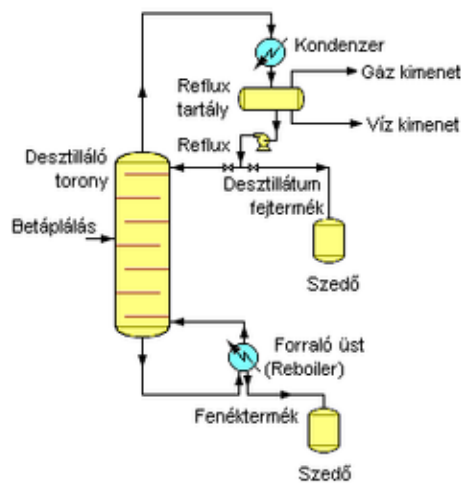 Kondenzer
Gáz kimenet
Reflux
tartály
Víz kimenet
Reflux
Desztilláló
torony
Desztillátum
fejtermék
Betáplálás
Szedő
Forraló üst
(Reboiler)
Fenéktermék
Szedő